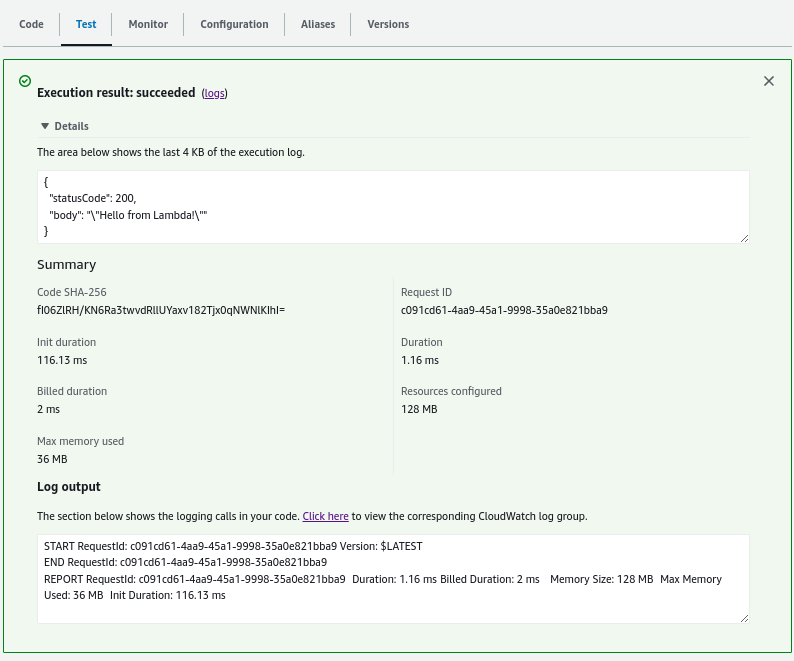 Code Test Monitor Configuration Aliases Versions
Execution result: succeeded (logs)
Details
The area below shows the last 4 KB of the execution log.
{
"statusCode": 200,
"body": "\"Hello from Lambda!\""
}
Summary
Code SHA-256
fI06ZlRH/KN6Ra3twvdRllUYaxv182Tjx0qNWNlKIhI=
Request ID
c091cd61-4aa9-45a1-9998-35a0e821bba9
Init duration
116.13 ms
Duration
1.16 ms
Billed duration
2 ms
Resources configured
128 MB
Max memory used
36 MB
Log output
The section below shows the logging calls in your code. Click here to view the corresponding CloudWatch log group.
START RequestId: c091cd61-4aa9-45a1-9998-35a0e821bba9 Version: $LATEST
END RequestId: c091cd61-4aa9-45a1-9998-35a0e821bba9
REPORT RequestId: c091cd61-4aa9-45a1-9998-35a0e821bba9 Duration: 1.16 ms Billed Duration: 2 ms Memory Size: 128 MB Max Memory
Used: 36 MB Init Duration: 116.13 ms